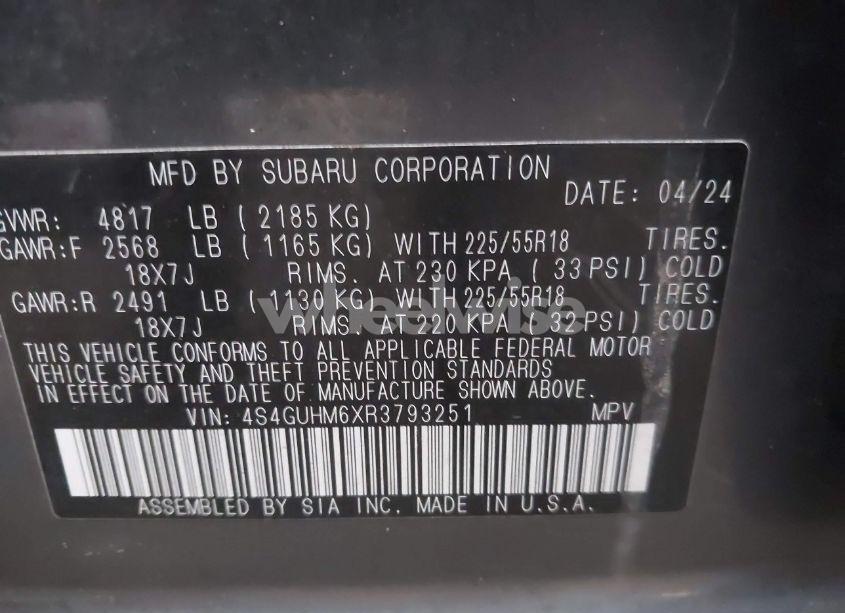 MFD BY SUBARU CORPORATION
DATE: 04/24
GVWR: 4817 LB (2185 KG)
GAWR:F 2568 LB (1165 KG) WITH 225/55R18 TIRES.
18X7J RIMS. AT 230 KPA (33 PSI) COLD
GAWR:R 2491 LB (1130 KG) WITH 225/55R18 TIRES.
18X7J RIMS. AT 220 KPA (32 PSI) COLD
wheelwise
THIS VEHICLE CONFORMS TO ALL APPLICABLE FEDERAL MOTOR
VEHICLE SAFETY AND THEFT PREVENTION STANDARDS
IN EFFECT ON THE DATE OF MANUFACTURE SHOWN ABOVE.
VIN: 4S4GUHM6XR3793251 MPV
ASSEMBLED BY SIA INC. MADE IN U.S.A.